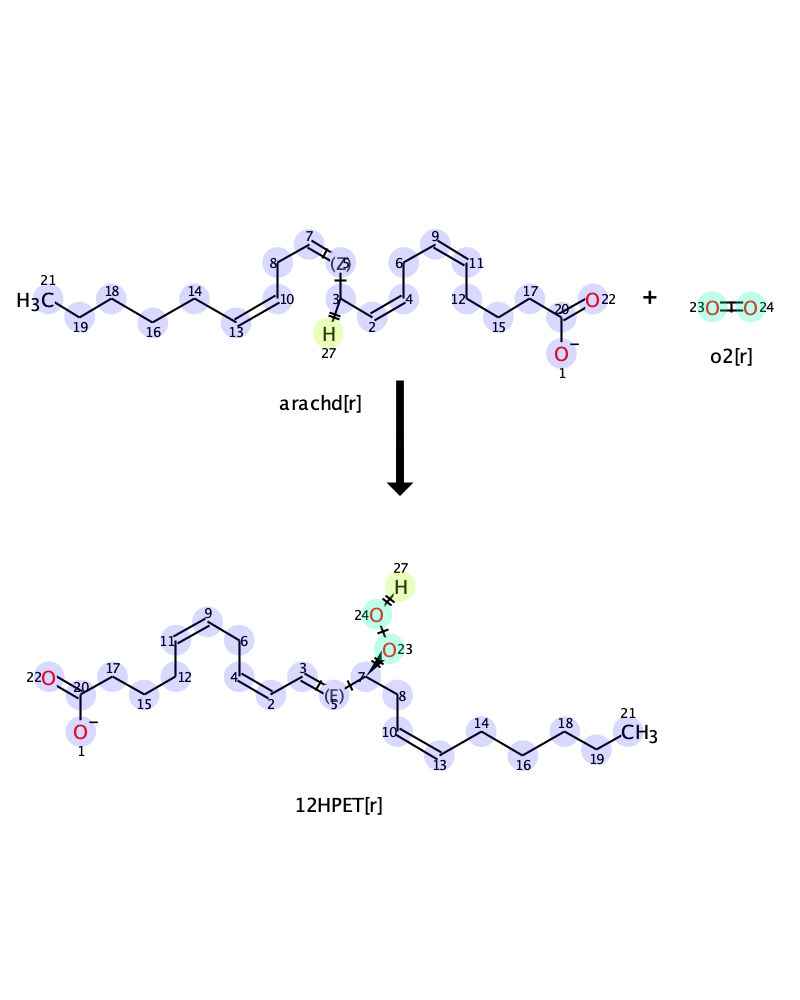 7 9
8 (Z) 5 6 11
21 H3C 18 14 10 3 4 12 17 20 O 22 + 23 O O 24
19 16 13 H 2 15 O−
27 1 o2[r]
arachd[r]
27
H
24 O
9 O 23
11 6
22 O 20 17 12 4 3 (E) 7
15 2 5 8
O− 10 14 18 21 CH3
1 13 16 19
12HPET[r]